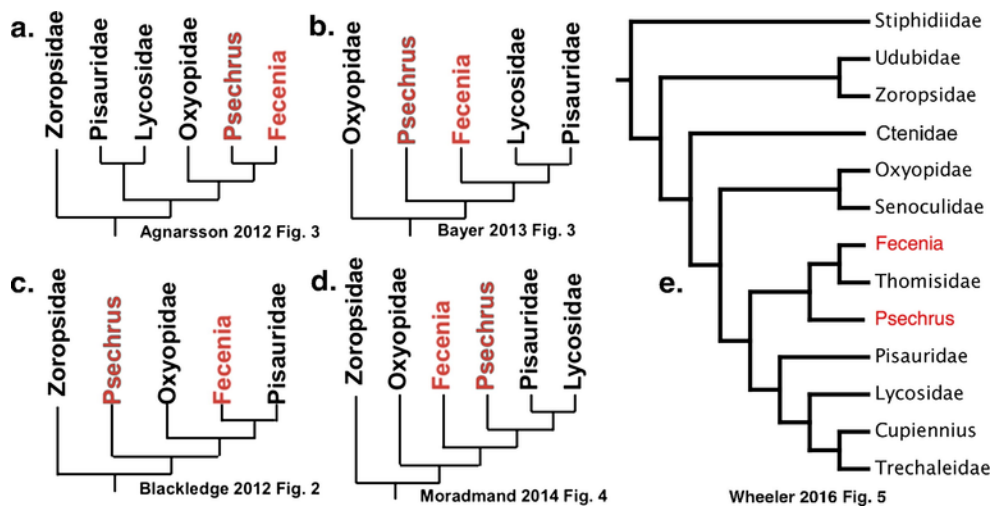 a.
Zoropsidae
Pisauridae
Lycosidae
Oxyopidae
Psechrus
Fecenia
Agnarsson 2012 Fig. 3
b.
Oxyopidae
Psechrus
Fecenia
Lycosidae
Pisauridae
Bayer 2013 Fig. 3
c.
Zoropsidae
Psechrus
Oxyopidae
Fecenia
Pisauridae
Blackledge 2012 Fig. 2
d.
Zoropsidae
Oxyopidae
Fecenia
Psechrus
Pisauridae
Lycosidae
Moradmand 2014 Fig. 4
e.
Stiphidiidae
Udubidae
Zoropsidae
Ctenidae
Oxyopidae
Senoculidae
Fecenia
Thomisidae
Psechrus
Pisauridae
Lycosidae
Cupiennius
Trechaleidae
Wheeler 2016 Fig. 5